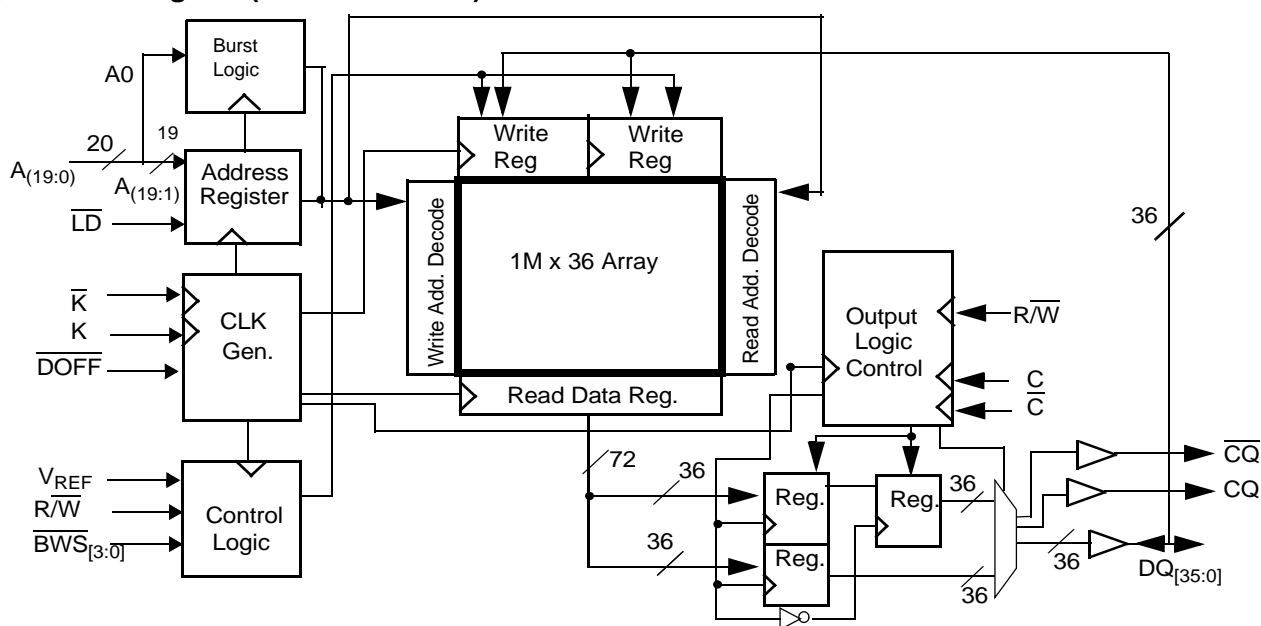 Burst
Logic
A0
20
19
A(19:0)
A(19:1)
Address
Register
LD
K
K
DOFF
CLK
Gen.
VREF
R/W
BWS[3:0]
Control
Logic
Write
Reg
Write
Reg
Write Add. Decode
1M x 36 Array
Read Add. Decode
Read Data Reg.
72
36
36
Output
Logic
Control
R/W
C
C
36
Reg.
Reg.
Reg.
36
36
36
CQ
CQ
DQ[35:0]